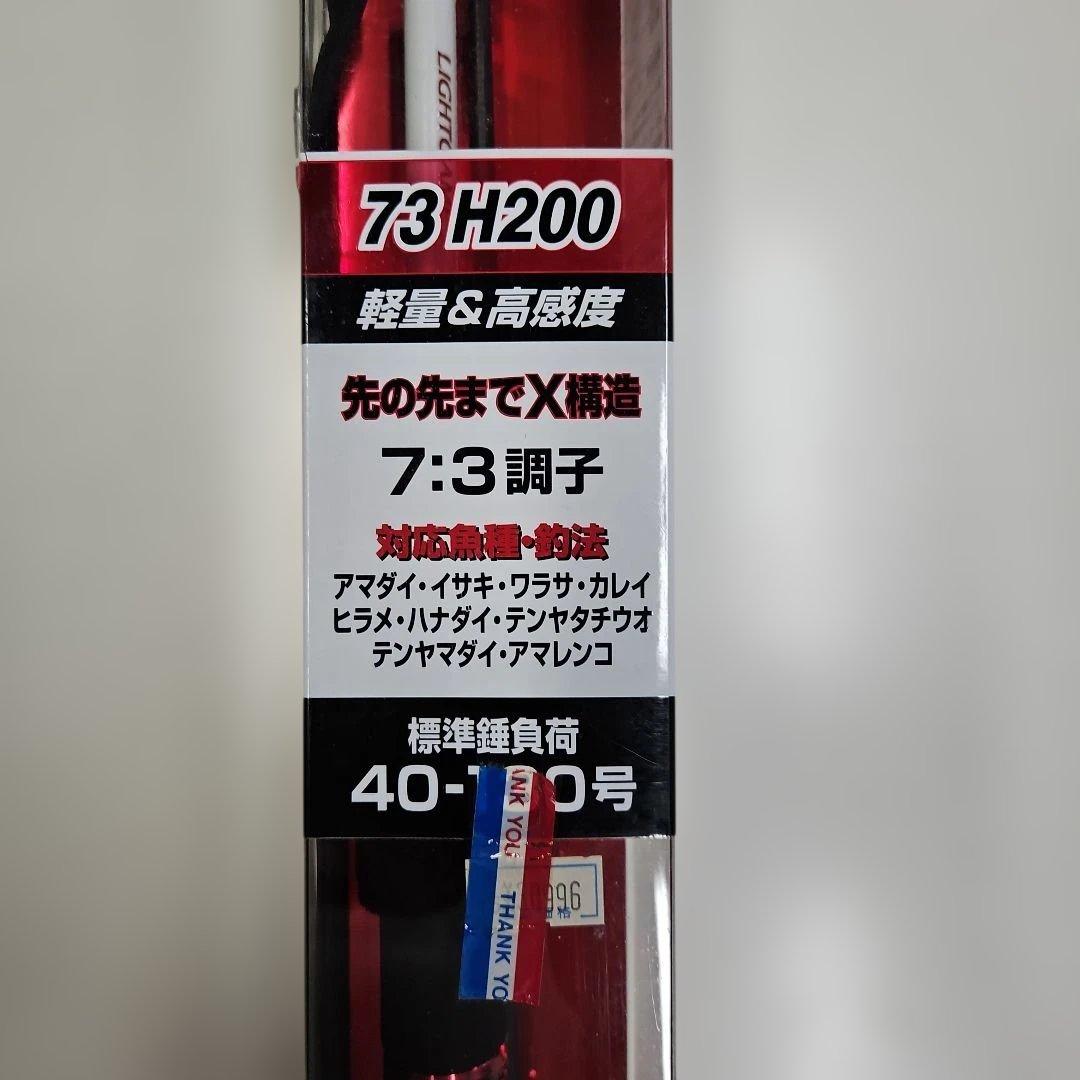 73 H200
軽量&高感度
先の先までX構造
7:3調子
対応魚種・釣法
アマダイ・イサキ・ワラサ・カレイ
ヒラメ・ハナダイ・テンヤタチウオ
テンヤマダイ・アマレンコ
標準錘負荷
THANK YOU
THANK